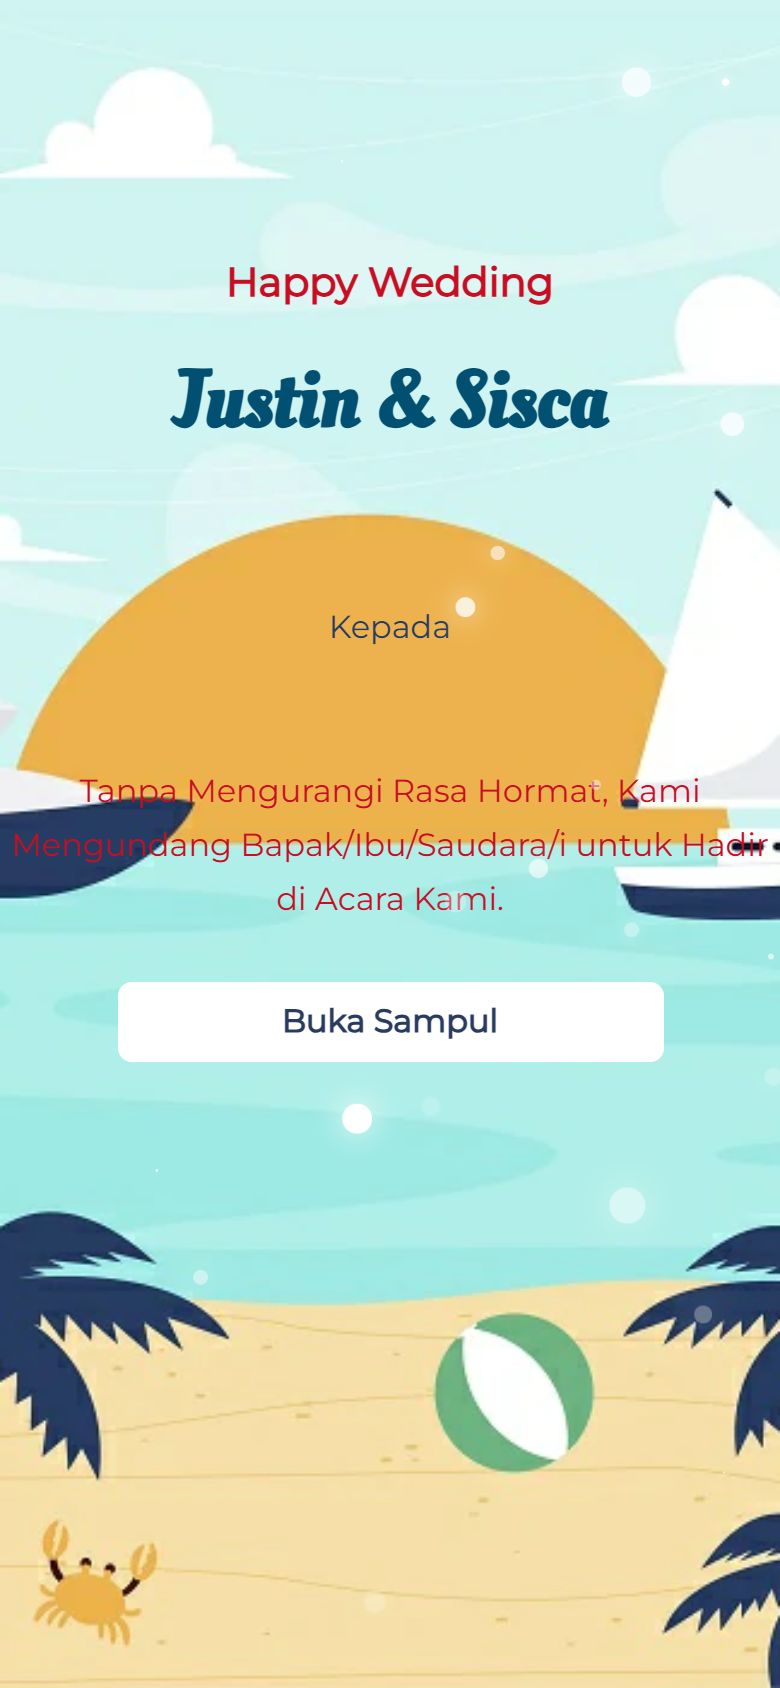 Happy Wedding
Justin & Sisca
Kepada
Tanpa Mengurangi Rasa Hormat, Kami
Mengundang Bapak/Ibu/Saudara/i untuk Hadir
di Acara Kami.
Buka Sampul